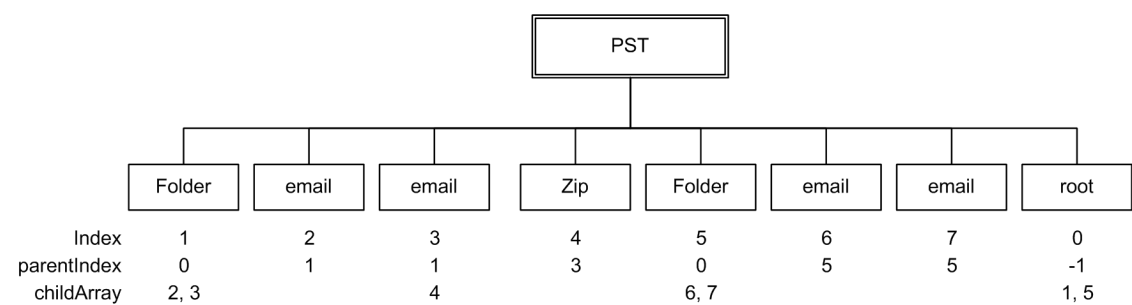 PST
Folder email email Zip Folder email email root
Index 1 2 3 4 5 6 7 0
parentIndex 0 1 1 3 0 5 5 -1
childArray 2, 3 4 6, 7 1, 5